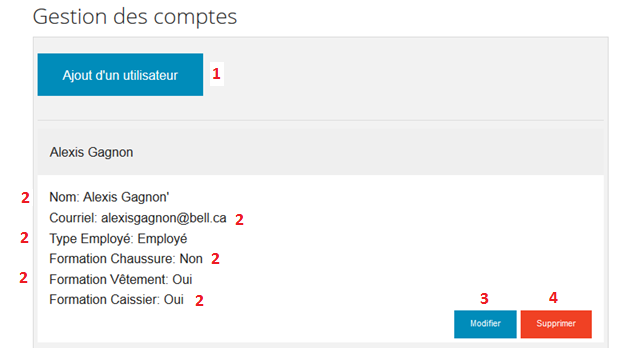 Gestion des comptes
Ajout d'un utilisateur 1
Alexis Gagnon
2 Nom: Alexis Gagnon'
Courriel: alexisgagnon@bell.ca 2
2 Type Employé: Employé
Formation Chaussure: Non 2
2 Formation Vêtement: Oui
Formation Caissier: Oui 2
3 4
Modifier Supprimer